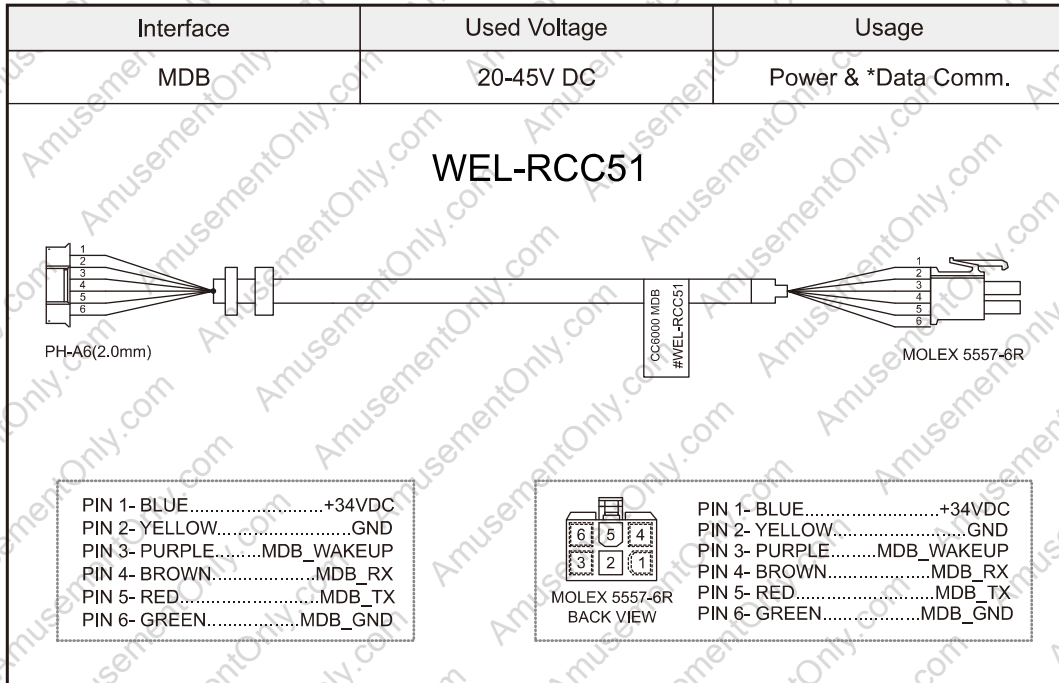 Interface Used Voltage Usage
MDB 20-45V DC Power & *Data Comm.
WEL-RCC51
1
2
3
4
5
6
PH-A6(2.0mm)
CC6000 MDB
#WEL-RCC51
1
2
3
4
5
6
MOLEX 5557-6R
PIN 1- BLUE........................+34VDC
PIN 2- YELLOW........................GND
PIN 3- PURPLE.........MDB_WAKEUP
PIN 4- BROWN..................MDB_RX
PIN 5- RED.........................MDB_TX
PIN 6- GREEN.................MDB_GND
6 5 4
3 2 1
MOLEX 5557-6R
BACK VIEW
PIN 1- BLUE........................+34VDC
PIN 2- YELLOW........................GND
PIN 3- PURPLE.........MDB_WAKEUP
PIN 4- BROWN..................MDB_RX
PIN 5- RED.........................MDB_TX
PIN 6- GREEN.................MDB_GND
AmusementOnly.com